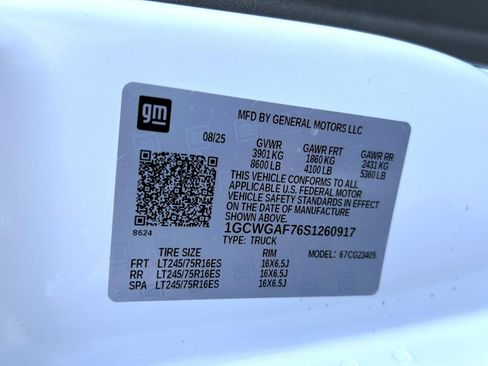 gm
MFD BY GENERAL MOTORS LLC
08/25 GVWR GAWR FRT GAWR RR
3901 KG 1860 KG 2431 KG
8600 LB 4100 LB 5360 LB
THIS VEHICLE CONFORMS TO ALL
APPLICABLE U.S. FEDERAL MOTOR
VEHICLE SAFETY STANDARDS IN EFFECT
ON THE DATE OF MANUFACTURE
SHOWN ABOVE.
1GCWGAF76S1260917
8624 TYPE: TRUCK MODEL: 67CG23405
TIRE SIZE RIM
FRT LT245/75R16ES 16X6.5J
RR LT245/75R16ES 16X6.5J
SPA LT245/75R16ES 16X6.5J